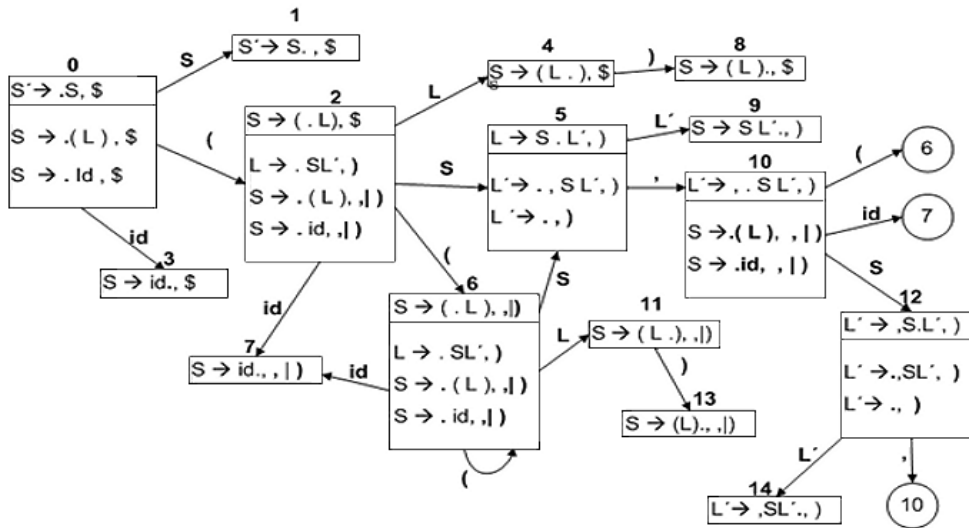 1
S´→ S. , $
0
S
S´→ .S, $
S → .( L ) , $
S → . Id , $
(
id
3
S → id., $
2
S → ( . L), $
L → . SL´, )
S → . ( L), ,| )
S → . id, ,| )
L
S
(
id
7
S → id., , | )
id
4
S → ( L . ), $
)
8
S → ( L )., $
5
L → S . L´, )
L´→ . , S L´, )
L´→ . , )
L´
9
S → S L´., )
,
10
L´→ , . S L´, )
S →.( L), , , | )
S → .id, , , | )
(
6
id
7
S
12
L´→ ,S.L´, )
L´→.,SL´, )
L´→ ., )
L´
14
L´→ ,SL´., )
,
10
6
S → ( . L), ,|)
L → . SL´, )
S → . ( L), ,| )
S → . id, ,| )
S
L
(
11
S → ( L .), ,|)
)
13
S → (L)., ,|)